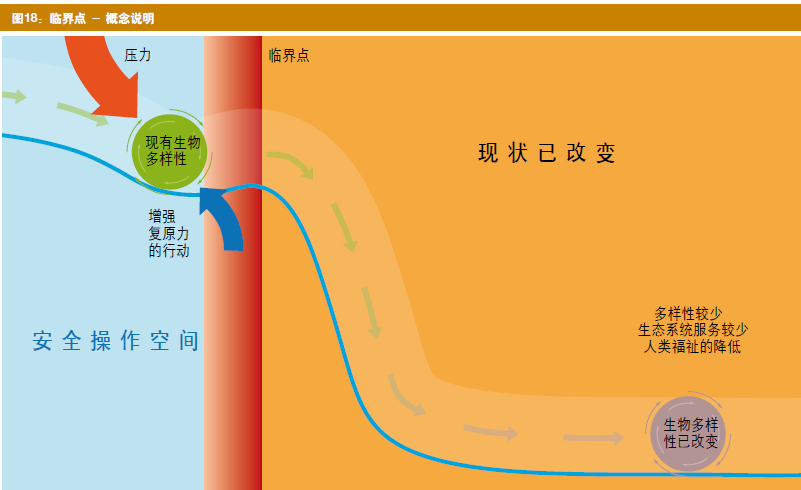 图18：临界点 － 概念说明
压力
临界点
现有生物
多样性
现状已改变
增强
复原力
的行动
多样性较少
生态系统服务较少
人类福祉的降低
安全操作空间
生物多样
性已改变